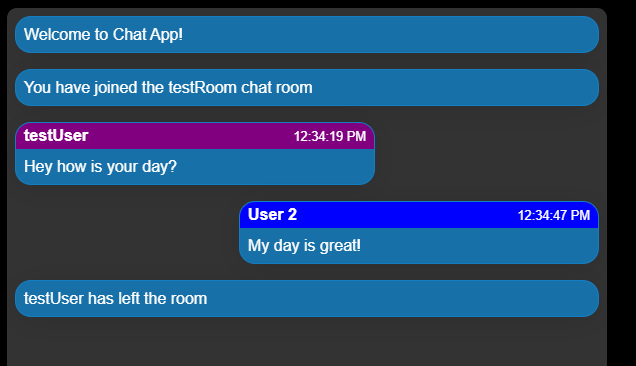 Welcome to Chat App!
You have joined the testRoom chat room
testUser 12:34:19 PM
Hey how is your day?
User 2 12:34:47 PM
My day is great!
testUser has left the room